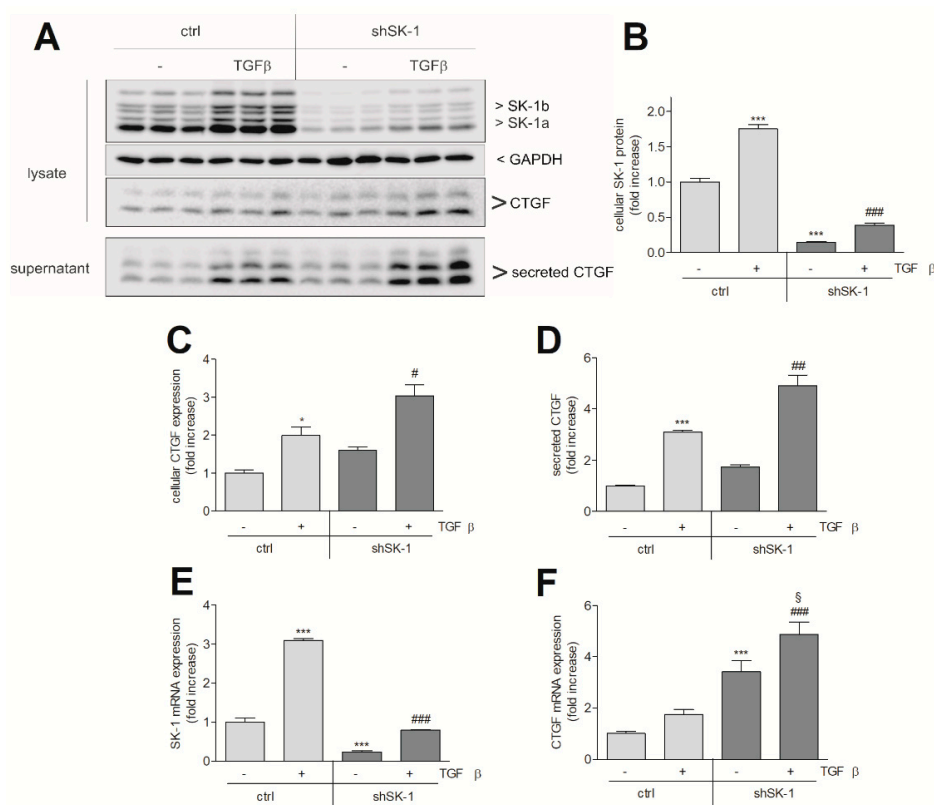 A
ctrl
shSK-1
-
TGFβ
-
TGFβ
> SK-1b
> SK-1a
< GAPDH
lysate
> CTGF
supernatant
> secreted CTGF
B
cellular SK-1 protein
(fold increase)
2.0
1.5
1.0
0.5
0.0
***
***
###
- + - + TGF β
ctrl shSK-1
C
cellular CTGF expression
(fold increase)
4
3
2
1
0
*
#
- + - + TGF β
ctrl shSK-1
D
secreted CTGF
(fold increase)
6
4
2
0
***
##
- + - + TGF β
ctrl shSK-1
E
SK-1 mRNA expression
(fold increase)
4
3
2
1
0
***
***
###
- + - + TGF β
ctrl shSK-1
F
CTGF mRNA expression
(fold increase)
6
4
2
0
***
§
###
- + - + TGF β
ctrl shSK-1